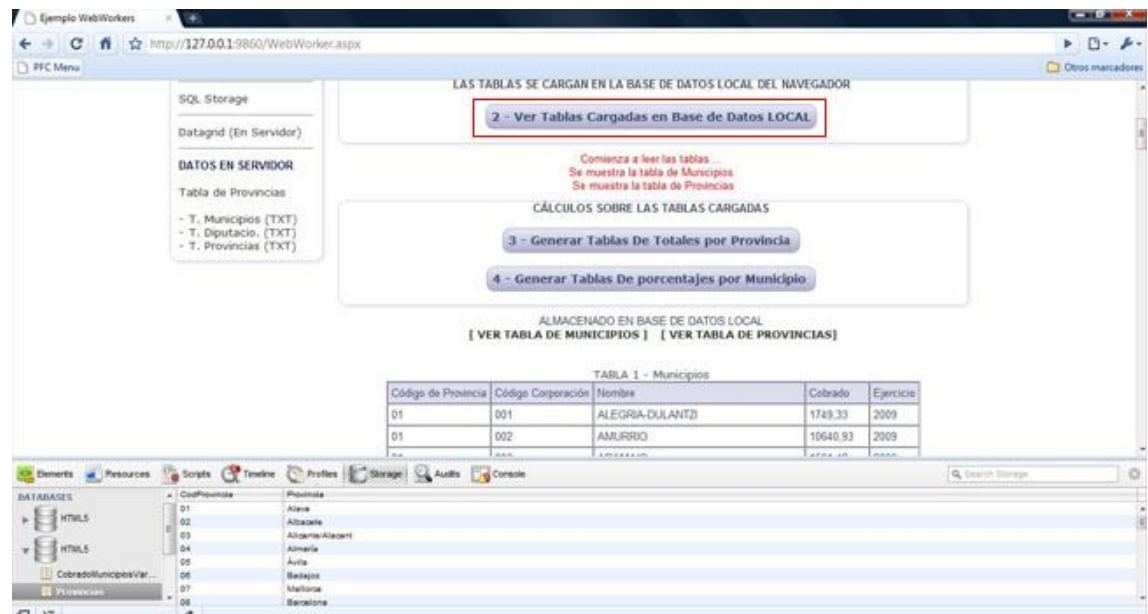 Ejemplo WebWorkers
http://127.0.0.1:9860/WebWorker.aspx
PFC Menu
Otros marcadores
SQL Storage
Datagrid (En Servidor)
DATOS EN SERVIDOR
Tabla de Provincias
- T. Municipios (TXT)
- T. Diputacio. (TXT)
- T. Provincias (TXT)
LAS TABLAS SE CARGAN EN LA BASE DE DATOS LOCAL DEL NAVEGADOR
2 - Ver Tablas Cargadas en Base de Datos LOCAL
Comienza a leer las tablas ...
Se muestra la tabla de Municipios
Se muestra la tabla de Provincias
CÁLCULOS SOBRE LAS TABLAS CARGADAS
3 - Generar Tablas De Totales por Provincia
4 - Generar Tablas De porcentajes por Municipio
ALMACENADO EN BASE DE DATOS LOCAL
[ VER TABLA DE MUNICIPIOS ] [ VER TABLA DE PROVINCIAS]
TABLA 1 - Municipios
Código de Provincia Código Corporación Nombre Cobrado Ejercicio
01 001 ALEGRIA-DULANTZI 1749,33 2009
01 002 AMURRIO 10640,93 2009
Elements Resources Scripts Timeline Profiles Storage Audits Console Search Storage
DATABASES
HTML5
HTML5
CobradoMunicipiosVar...
Provincias
CodProvincia Provincia
01 Alava
02 Albacete
03 Alicante/Alacant
04 Almería
05 Ávila
06 Badajoz
07 Mallorca
08 Barcelona